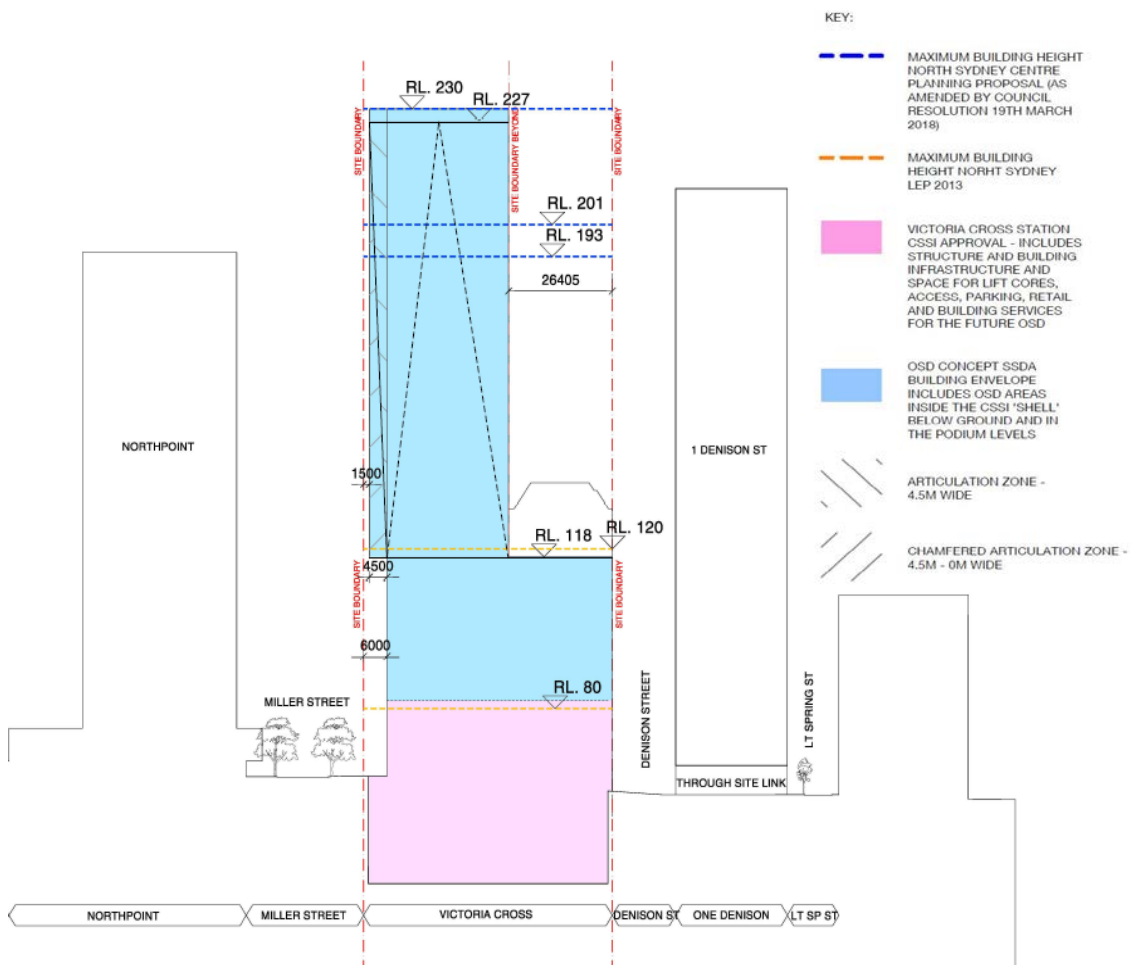 KEY:
MAXIMUM BUILDING HEIGHT
NORTH SYDNEY CENTRE
PLANNING PROPOSAL (AS
AMENDED BY COUNCIL
RESOLUTION 19TH MARCH
2018)
MAXIMUM BUILDING
HEIGHT NORHT SYDNEY
LEP 2013
VICTORIA CROSS STATION
CSSI APPROVAL - INCLUDES
STRUCTURE AND BUILDING
INFRASTRUCTURE AND
SPACE FOR LIFT CORES,
ACCESS, PARKING, RETAIL
AND BUILDING SERVICES
FOR THE FUTURE OSD
OSD CONCEPT SSDA
BUILDING ENVELOPE
INCLUDES OSD AREAS
INSIDE THE CSSI 'SHELL'
BELOW GROUND AND IN
THE PODIUM LEVELS
ARTICULATION ZONE -
4.5M WIDE
CHAMFERED ARTICULATION ZONE -
4.5M - 0M WIDE
RL. 230
RL. 227
SITE BOUNDARY
SITE BOUNDARY BEYOND
SITE BOUNDARY
RL. 201
RL. 193
26405
NORTHPOINT
1 DENISON ST
1500
RL. 118
RL. 120
4500
SITE BOUNDARY
SITE BOUNDARY
6000
RL. 80
MILLER STREET
DENISON STREET
LT SPRING ST
THROUGH SITE LINK
NORTHPOINT
MILLER STREET
VICTORIA CROSS
DENISON ST
ONE DENISON
LT SP ST